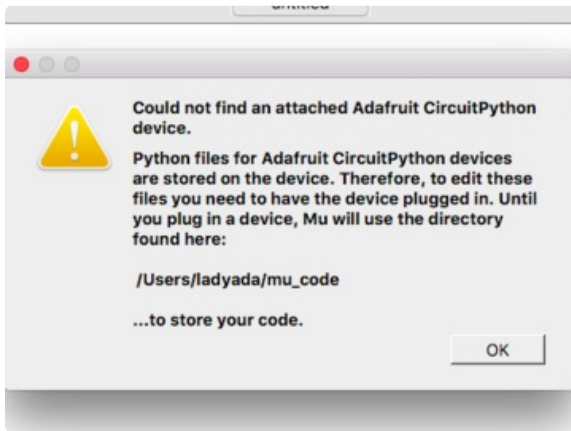 untitled
Could not find an attached Adafruit CircuitPython
device.
Python files for Adafruit CircuitPython devices
are stored on the device. Therefore, to edit these
files you need to have the device plugged in. Until
you plug in a device, Mu will use the directory
found here:
/Users/ladyada/mu_code
...to store your code.
OK